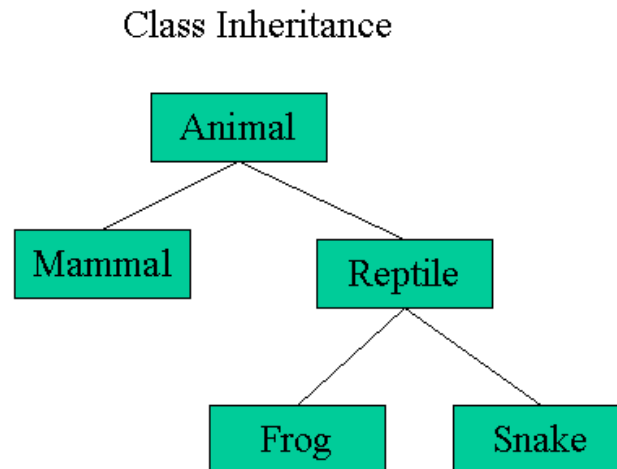 Class Inheritance
Animal
Mammal
Reptile
Frog
Snake